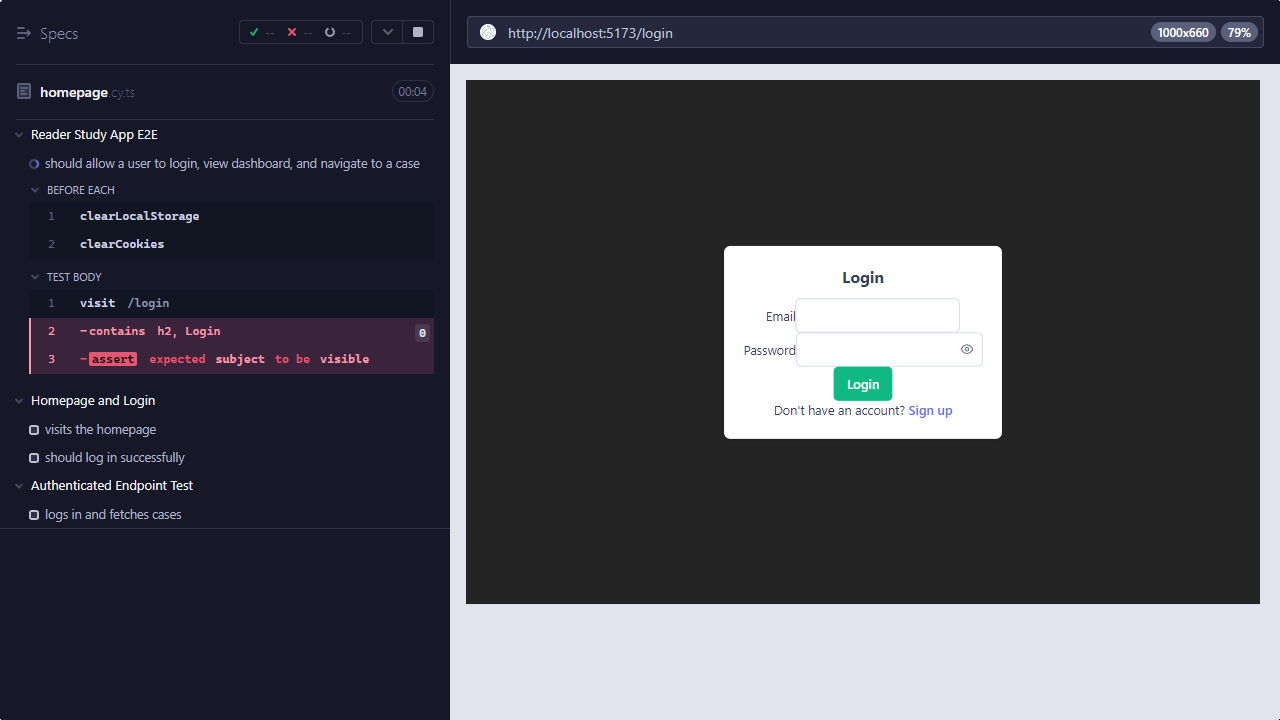 Specs
-- -- --
homepage.cy.ts
00:04
Reader Study App E2E
should allow a user to login, view dashboard, and navigate to a case
BEFORE EACH
1 clearLocalStorage
2 clearCookies
TEST BODY
1 visit /login
2 -contains h2, Login 0
3 -assert expected subject to be visible
Homepage and Login
visits the homepage
should log in successfully
Authenticated Endpoint Test
logs in and fetches cases
http://localhost:5173/login
1000x660 79%
Login
Email
Password
Login
Don't have an account? Sign up